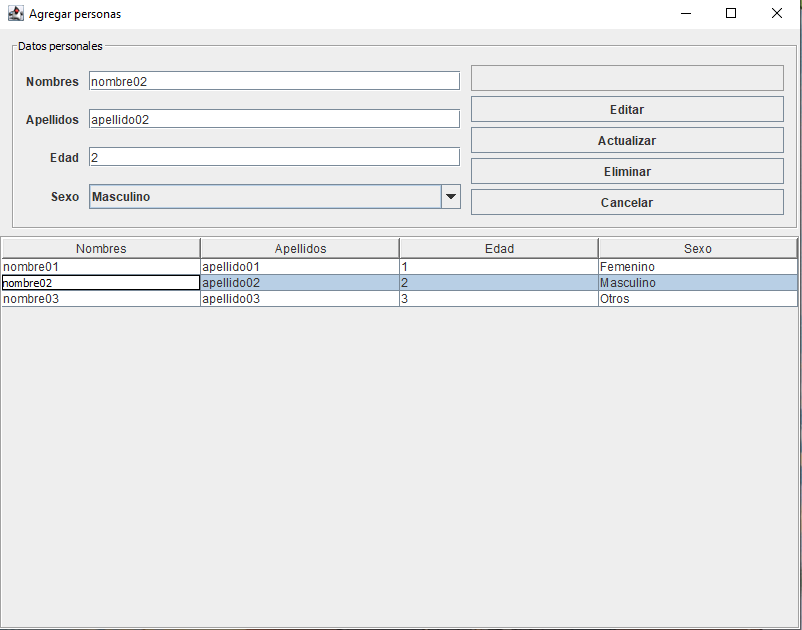 Agregar personas
Datos personales
Nombres nombre02
Editar
Apellidos apellido02
Actualizar
Edad 2
Eliminar
Sexo Masculino
Cancelar
Nombres Apellidos Edad Sexo
nombre01 apellido01 1 Femenino
nombre02 apellido02 2 Masculino
nombre03 apellido03 3 Otros